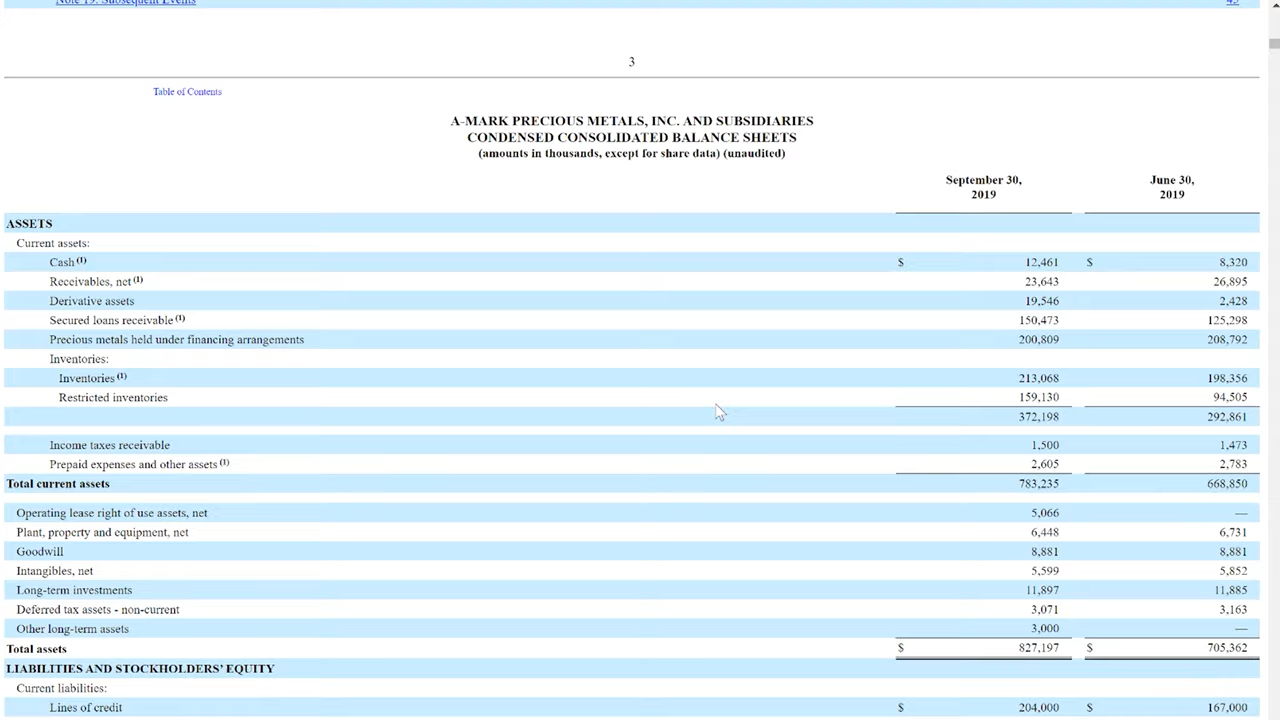 Note 19. Subsequent Events 45
3
Table of Contents
A-MARK PRECIOUS METALS, INC. AND SUBSIDIARIES
CONDENSED CONSOLIDATED BALANCE SHEETS
(amounts in thousands, except for share data) (unaudited)
September 30, June 30,
2019 2019
ASSETS
Current assets:
Cash (1) $ 12,461 $ 8,320
Receivables, net (1) 23,643 26,895
Derivative assets 19,546 2,428
Secured loans receivable (1) 150,473 125,298
Precious metals held under financing arrangements 200,809 208,792
Inventories:
Inventories (1) 213,068 198,356
Restricted inventories 159,130 94,505
372,198 292,861
Income taxes receivable 1,500 1,473
Prepaid expenses and other assets (1) 2,605 2,783
Total current assets 783,235 668,850
Operating lease right of use assets, net 5,066 —
Plant, property and equipment, net 6,448 6,731
Goodwill 8,881 8,881
Intangibles, net 5,599 5,852
Long-term investments 11,897 11,885
Deferred tax assets - non-current 3,071 3,163
Other long-term assets 3,000 —
Total assets $ 827,197 $ 705,362
LIABILITIES AND STOCKHOLDERS' EQUITY
Current liabilities:
Lines of credit $ 204,000 $ 167,000